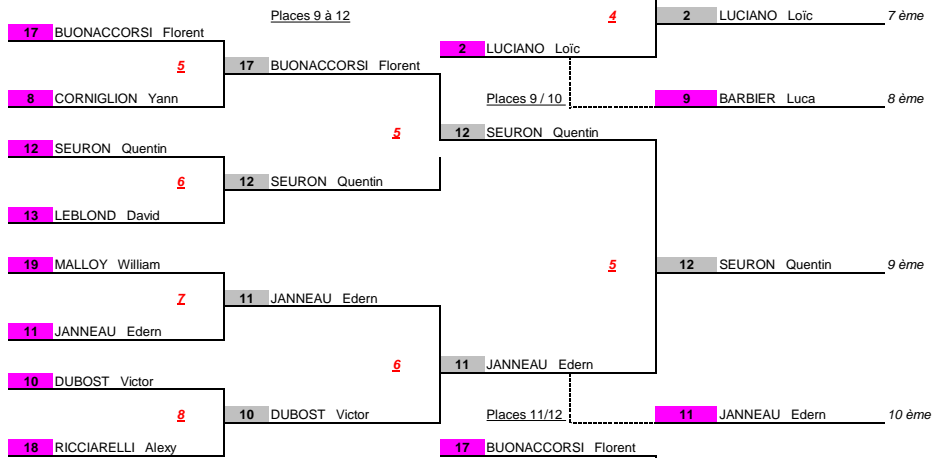 Places 9 à 12
4
2 LUCIANO Loïc 7 ème
17 BUONACCORSI Florent
2 LUCIANO Loïc
5
17 BUONACCORSI Florent
8 CORNIGLION Yann
Places 9 / 10
9 BARBIER Luca 8 ème
5
12 SEURON Quentin
12 SEURON Quentin
6
12 SEURON Quentin
13 LEBLOND David
19 MALLOY William
5
12 SEURON Quentin 9 ème
7
11 JANNEAU Edern
11 JANNEAU Edern
6
11 JANNEAU Edern
10 DUBOST Victor
8
10 DUBOST Victor
Places 11/12
11 JANNEAU Edern 10 ème
18 RICCIARELLI Alexy
17 BUONACCORSI Florent